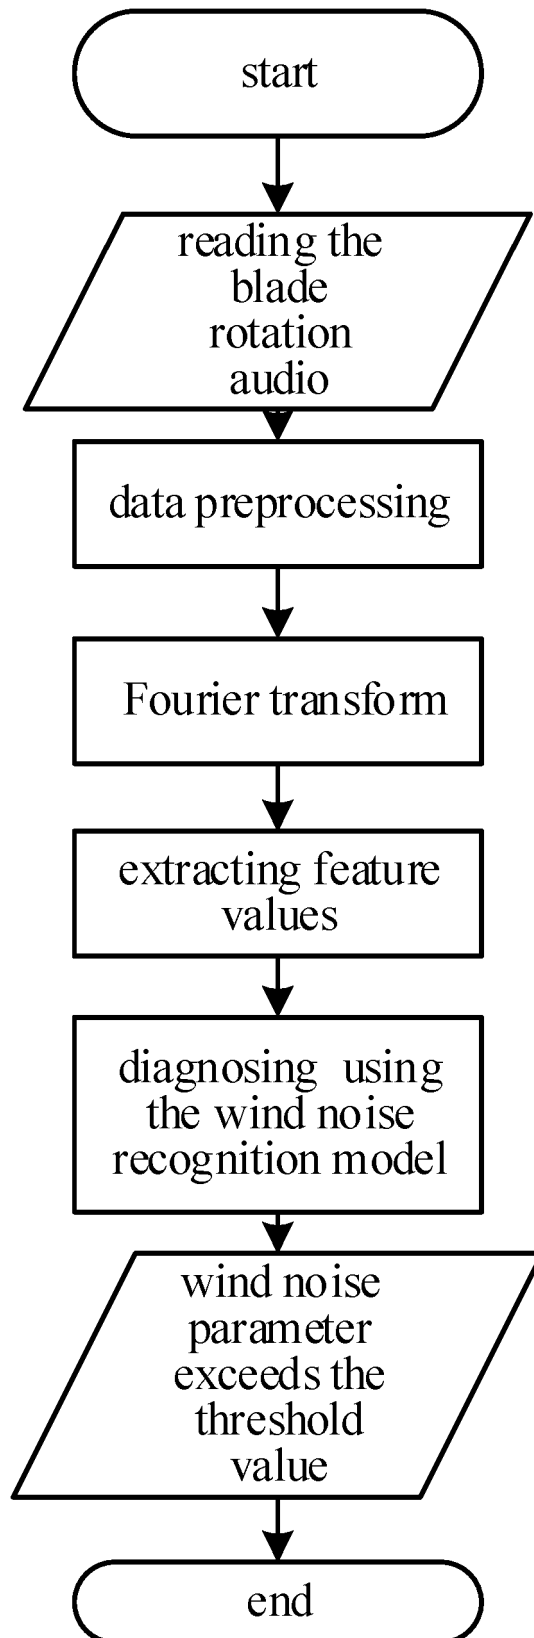 start
reading the
blade
rotation
audio
data preprocessing
Fourier transform
extracting feature
values
diagnosing using
the wind noise
recognition model
wind noise
parameter
exceeds the
threshold
value
end